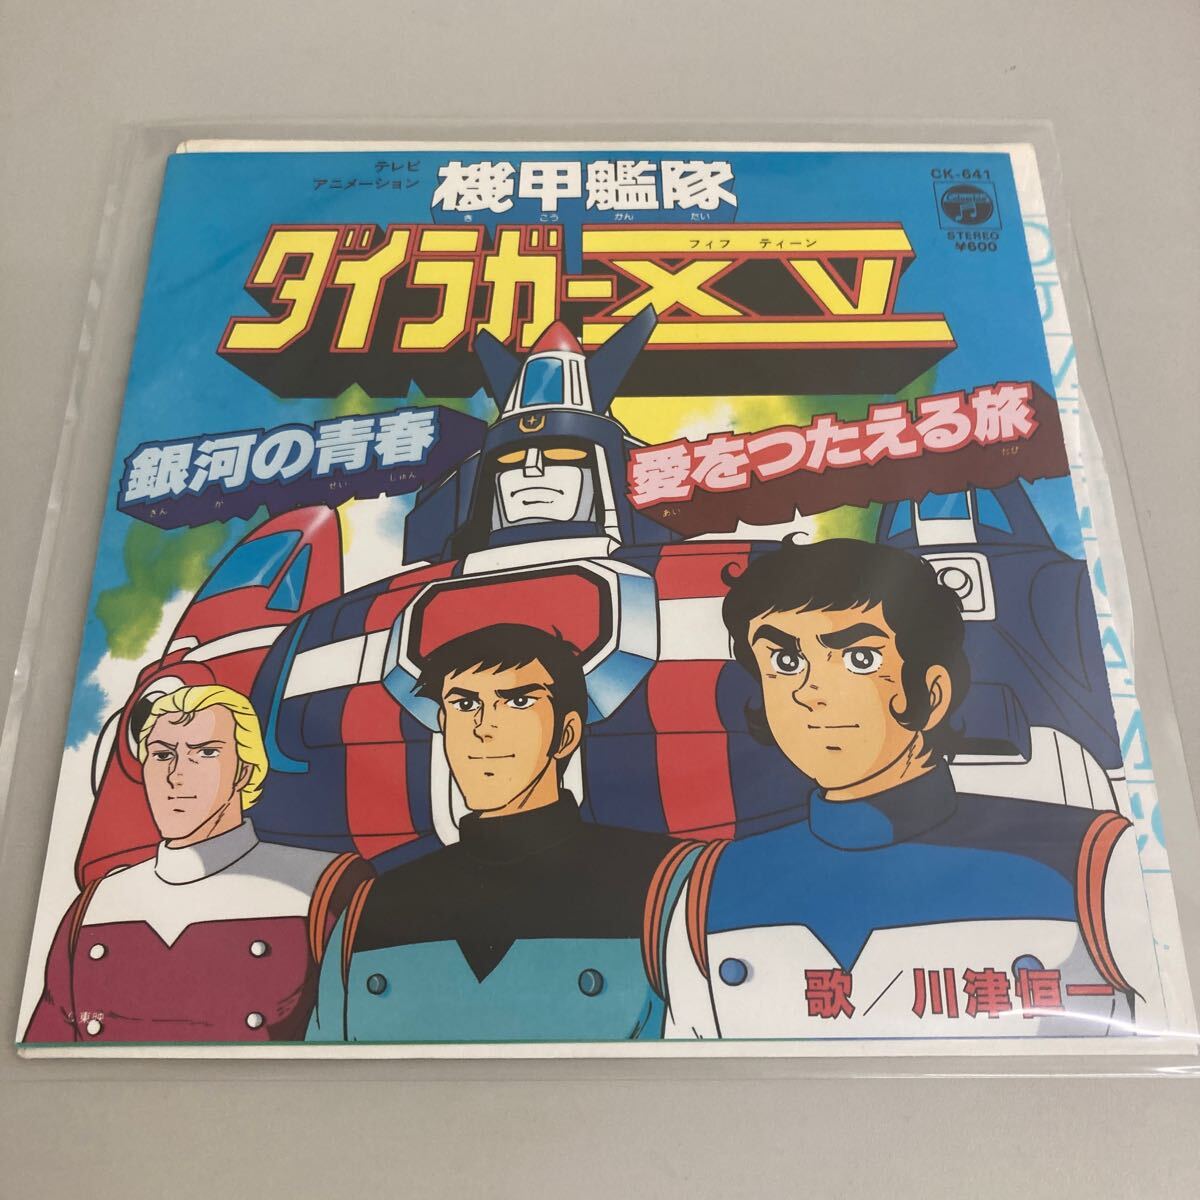 テレビ
アニメーション
機甲艦隊
き こう かん たい
フィフ ティーン
ダイラガーXV
CK-641
Columbia
STEREO
¥600
銀河の青春
ぎん が せい しゅん
愛をつたえる旅
あい たび
歌／川津恒一
©東映